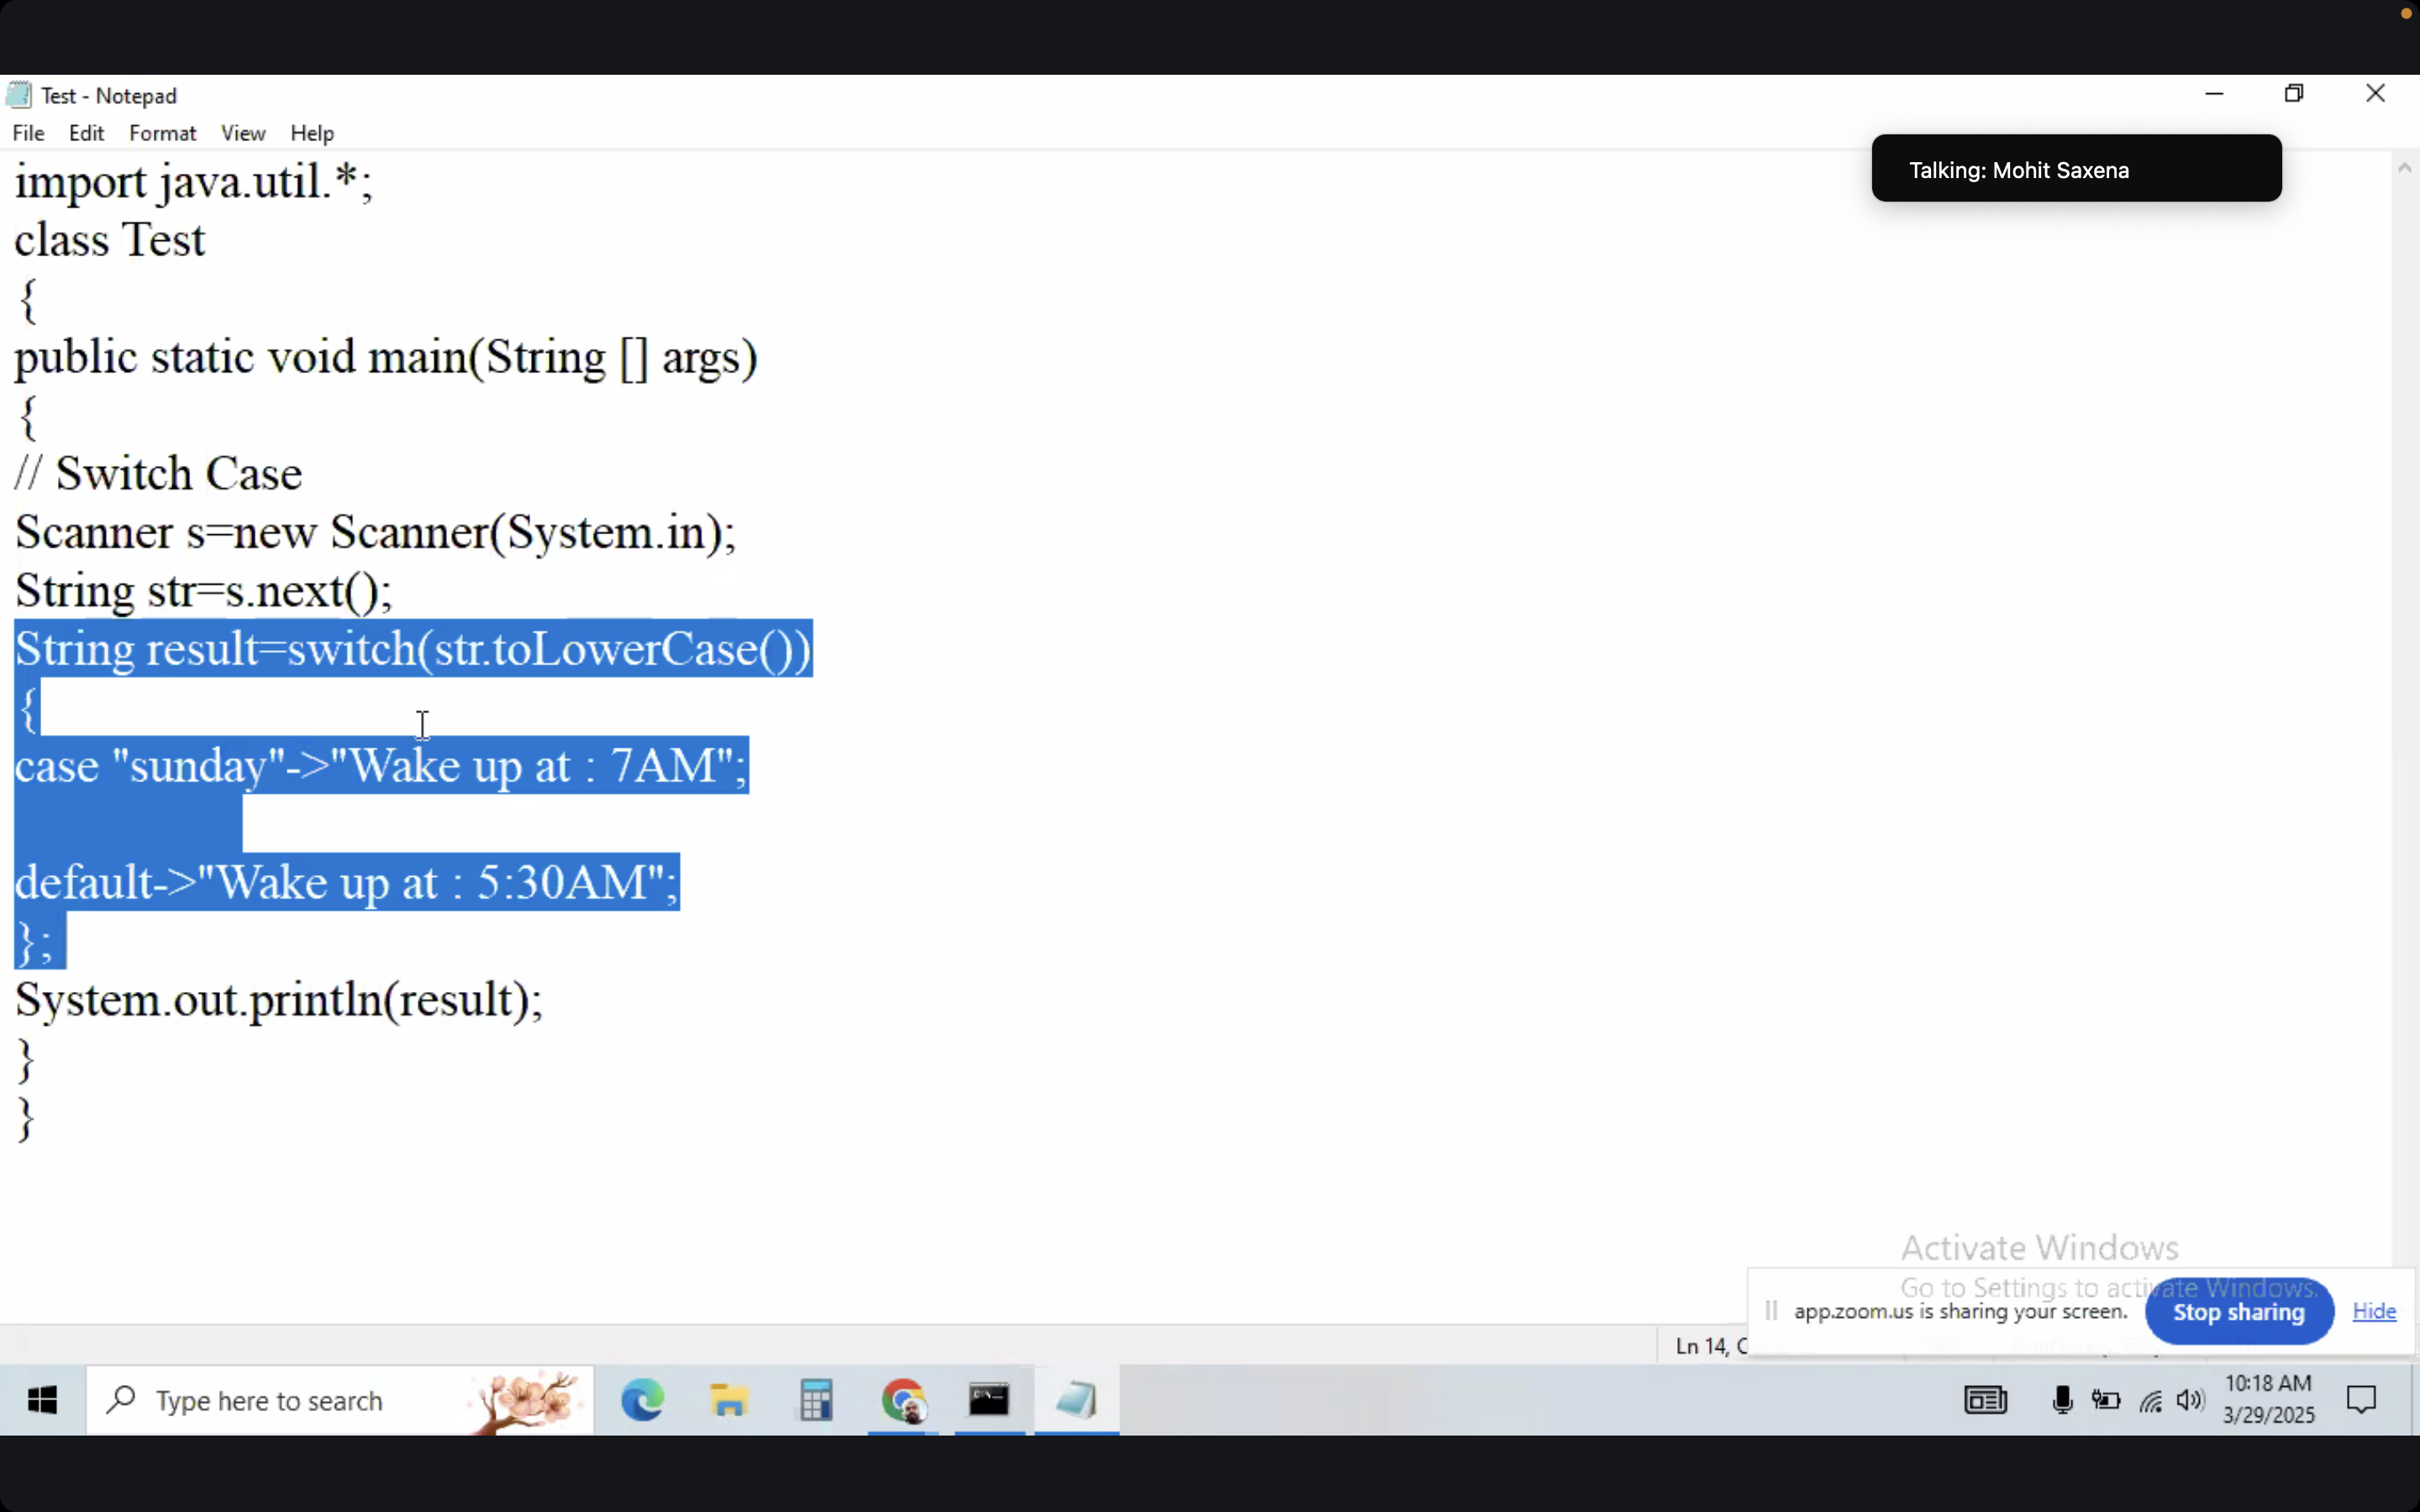 Test - Notepad
File Edit Format View Help
Talking: Mohit Saxena
import java.util.*;
class Test
{
public static void main(String [] args)
{
// Switch Case
Scanner s=new Scanner(System.in);
String str=s.next();
String result=switch(str.toLowerCase())
{
case "sunday"->"Wake up at : 7AM";
default->"Wake up at : 5:30AM";
};
System.out.println(result);
}
}
Activate Windows
Go to Settings to activate Windows.
app.zoom.us is sharing your screen. Stop sharing Hide
Ln 14,
Type here to search
10:18 AM
3/29/2025